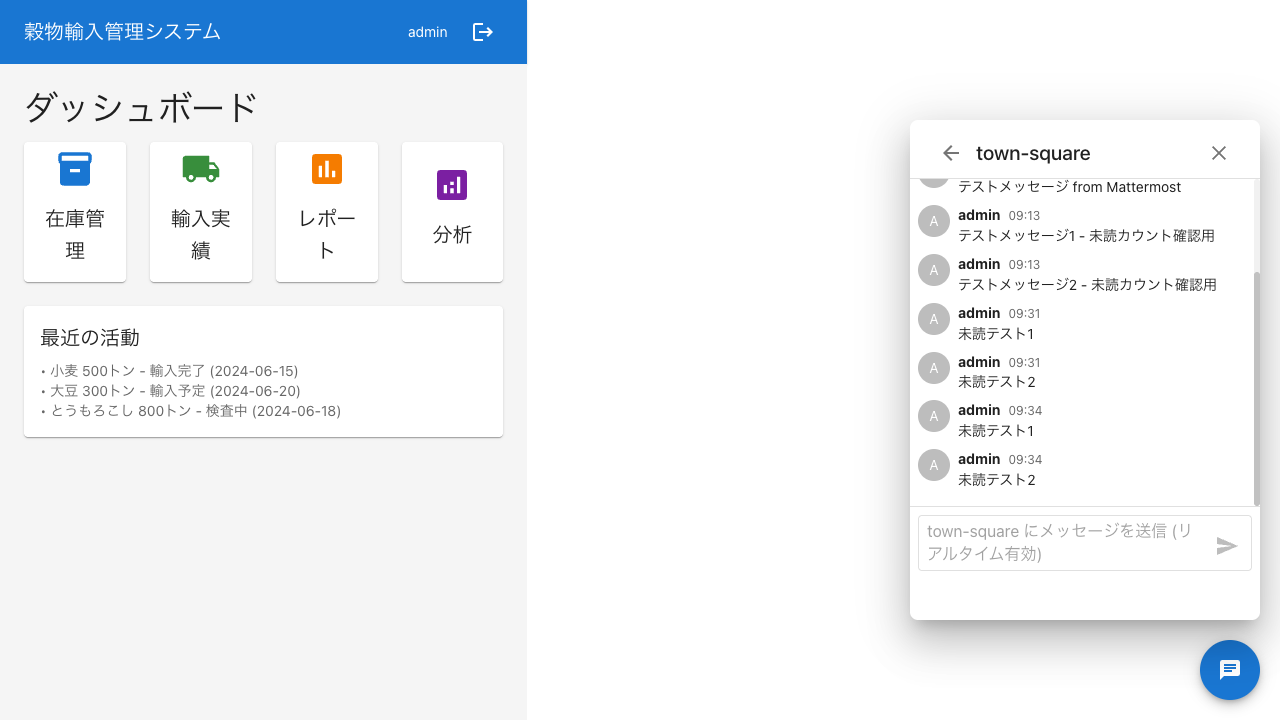 穀物輸入管理システム
admin
ダッシュボード
在庫管
理
輸入実
績
レポー
ト
分析
最近の活動
• 小麦 500トン - 輸入完了 (2024-06-15)
• 大豆 300トン - 輸入予定 (2024-06-20)
• とうもろこし 800トン - 検査中 (2024-06-18)
town-square
テストメッセージ from Mattermost
A
admin 09:13
テストメッセージ1 - 未読カウント確認用
A
admin 09:13
テストメッセージ2 - 未読カウント確認用
A
admin 09:31
未読テスト1
A
admin 09:31
未読テスト2
A
admin 09:34
未読テスト1
A
admin 09:34
未読テスト2
town-square にメッセージを送信 (リ
アルタイム有効)